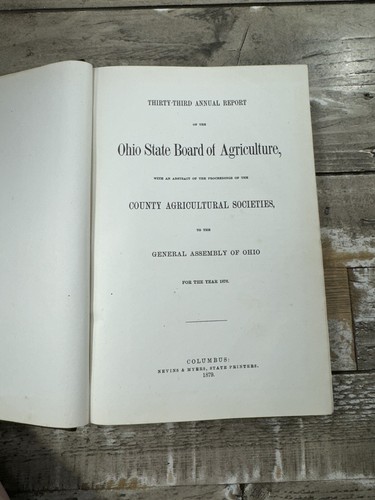 THIRTY-THIRD ANNUAL REPORT
OF THE
Ohio State Board of Agriculture,
WITH AN ABSTRACT OF THE PROCEEDINGS OF THE
COUNTY AGRICULTURAL SOCIETIES,
TO THE
GENERAL ASSEMBLY OF OHIO
FOR THE YEAR 1878.
COLUMBUS:
NEVINS & MYERS, STATE PRINTERS.
1879.